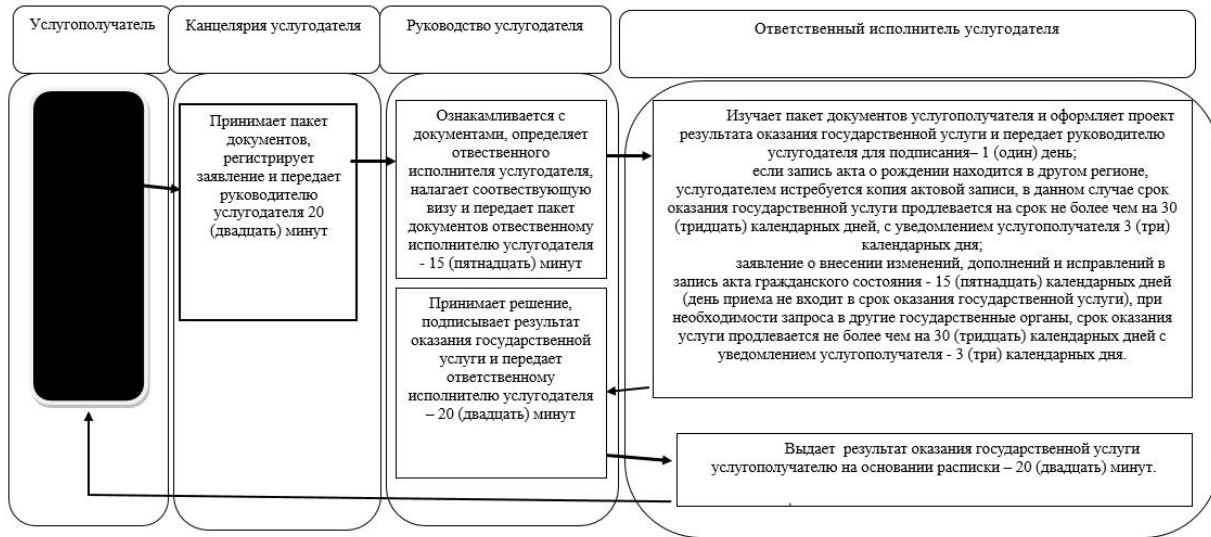 Услугополучатель
Канцелярия услугодателя
Руководство услугодателя
Ответственный исполнитель услугодателя
Принимает пакет
документов,
регистрирует
заявление и передает
руководителю
услугодателя 20
(двадцать) минут
Ознакамливается с
документами, определяет
отвественного
исполнителя услугодателя,
налагает соотвествующую
визу и передает пакет
документов отвественному
исполнителю услугодателя
- 15 (пятнадцать) минут
Принимает решение,
подписывает результат
оказания государственной
услуги и передает
ответственному
исполнителю услугодателя
– 20 (двадцать) минут
Изучает пакет документов услугополучателя и оформляет проект
результата оказания государственной услуги и передает руководителю
услугодателя для подписания– 1 (один) день;
если запись акта о рождении находится в другом регионе,
услугодателем истребуется копия актовой записи, в данном случае срок
оказания государственной услуги продлевается на срок не более чем на 30
(тридцать) календарных дней, с уведомлением услугополучателя 3 (три)
календарных дня;
заявление о внесении изменений, дополнений и исправлений в
запись акта гражданского состояния - 15 (пятнадцать) календарных дней
(день приема не входит в срок оказания государственной услуги), при
необходимости запроса в другие государственные органы, срок оказания
услуги продлевается не более чем на 30 (тридцать) календарных дней с
уведомлением услугополучателя - 3 (три) календарных дня.
Выдает результат оказания государственной услуги
услугополучателю на основании расписки – 20 (двадцать) минут.